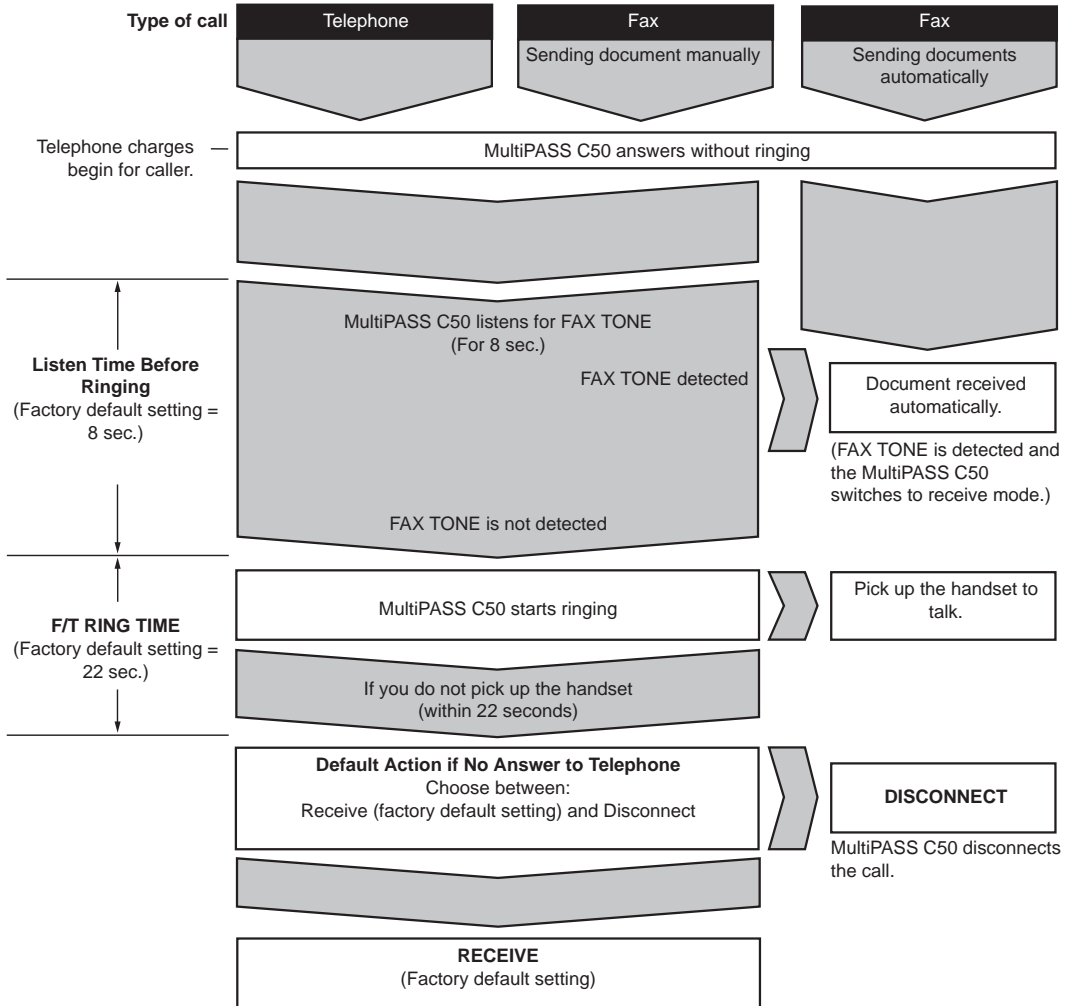 Type of call
Telephone
Fax
Fax
Sending document manually
Sending documents
automatically
Telephone charges
begin for caller.
MultiPASS C50 answers without ringing
Listen Time Before
Ringing
(Factory default setting =
8 sec.)
MultiPASS C50 listens for FAX TONE
(For 8 sec.)
FAX TONE detected
Document received
automatically.
(FAX TONE is detected and
the MultiPASS C50
switches to receive mode.)
FAX TONE is not detected
F/T RING TIME
(Factory default setting =
22 sec.)
MultiPASS C50 starts ringing
Pick up the handset to
talk.
If you do not pick up the handset
(within 22 seconds)
Default Action if No Answer to Telephone
Choose between:
Receive (factory default setting) and Disconnect
DISCONNECT
MultiPASS C50 disconnects
the call.
RECEIVE
(Factory default setting)